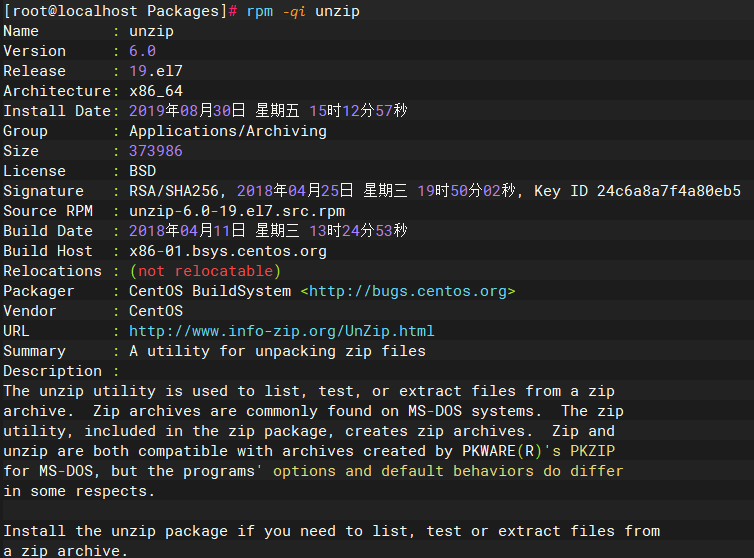 [root@localhost Packages]# rpm -qi unzip
Name        : unzip
Version     : 6.0
Release     : 19.el7
Architecture: x86_64
Install Date: 2019年08月30日 星期五 15时12分57秒
Group       : Applications/Archiving
Size        : 373986
License     : BSD
Signature   : RSA/SHA256, 2018年04月25日 星期三 19时50分02秒, Key ID 24c6a8a7f4a80eb5
Source RPM  : unzip-6.0-19.el7.src.rpm
Build Date  : 2018年04月11日 星期三 13时24分53秒
Build Host  : x86-01.bsys.centos.org
Relocations : (not relocatable)
Packager    : CentOS BuildSystem <http://bugs.centos.org>
Vendor      : CentOS
URL         : http://www.info-zip.org/UnZip.html
Summary     : A utility for unpacking zip files
Description :
The unzip utility is used to list, test, or extract files from a zip
archive.  Zip archives are commonly found on MS-DOS systems.  The zip
utility, included in the zip package, creates zip archives.  Zip and
unzip are both compatible with archives created by PKWARE(R)'s PKZIP
for MS-DOS, but the programs' options and default behaviors do differ
in some respects.

Install the unzip package if you need to list, test or extract files from
a zip archive.